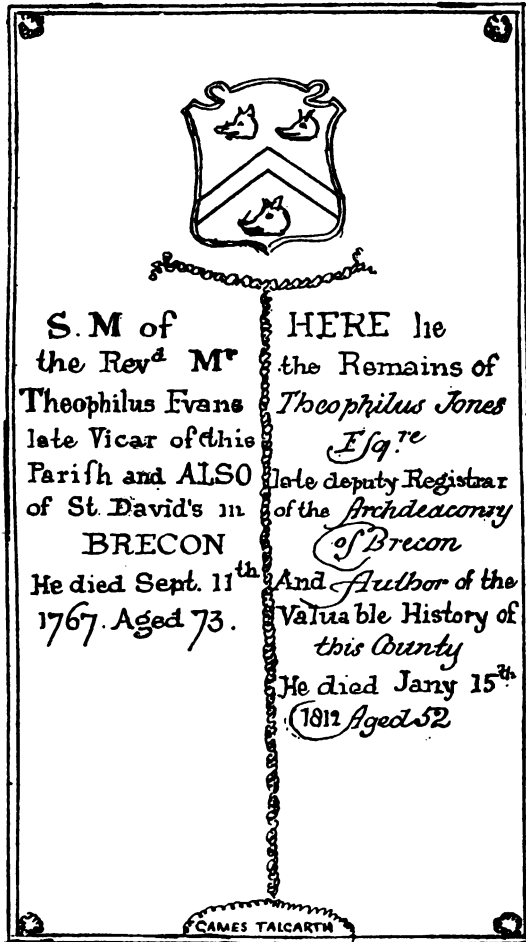 S. M of
the Revd Mr
Theophilus Evans
late Vicar of this
Pariſh and ALSO
of St. David's in
BRECON
He died Sept. 11th
1767. Aged 73.
HERE lie
the Remains of
Theophilus Jones
Eſq.re
late deputy Registrar
of the Archdeaconry
of Brecon
And Author of the
Valuable History of
this County
He died Jany 15th
1812 Aged 52
GAMES TALGARTH